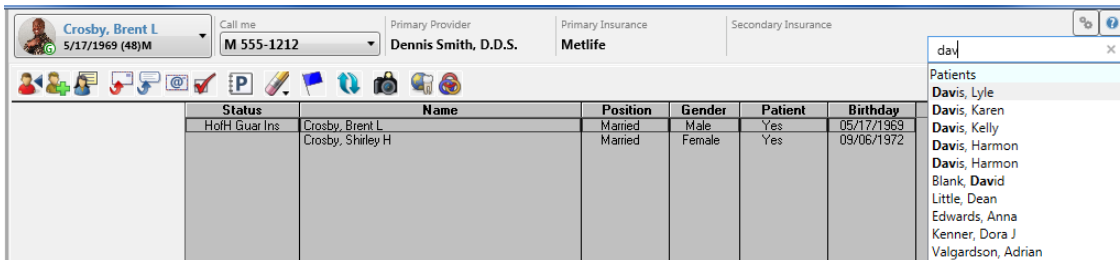 Crosby, Brent L
5/17/1969 (48)M
G
Call me
M 555-1212
Primary Provider
Dennis Smith, D.D.S.
Primary Insurance
Metlife
Secondary Insurance
?
dav
×
P
@
Status Name Position Gender Patient Birthday
HofH Guar Ins Crosby, Brent L Married Male Yes 05/17/1969
Crosby, Shirley H Married Female Yes 09/06/1972
Patients
Davis, Lyle
Davis, Karen
Davis, Kelly
Davis, Harmon
Davis, Harmon
Blank, David
Little, Dean
Edwards, Anna
Kenner, Dora J
Valgardson, Adrian